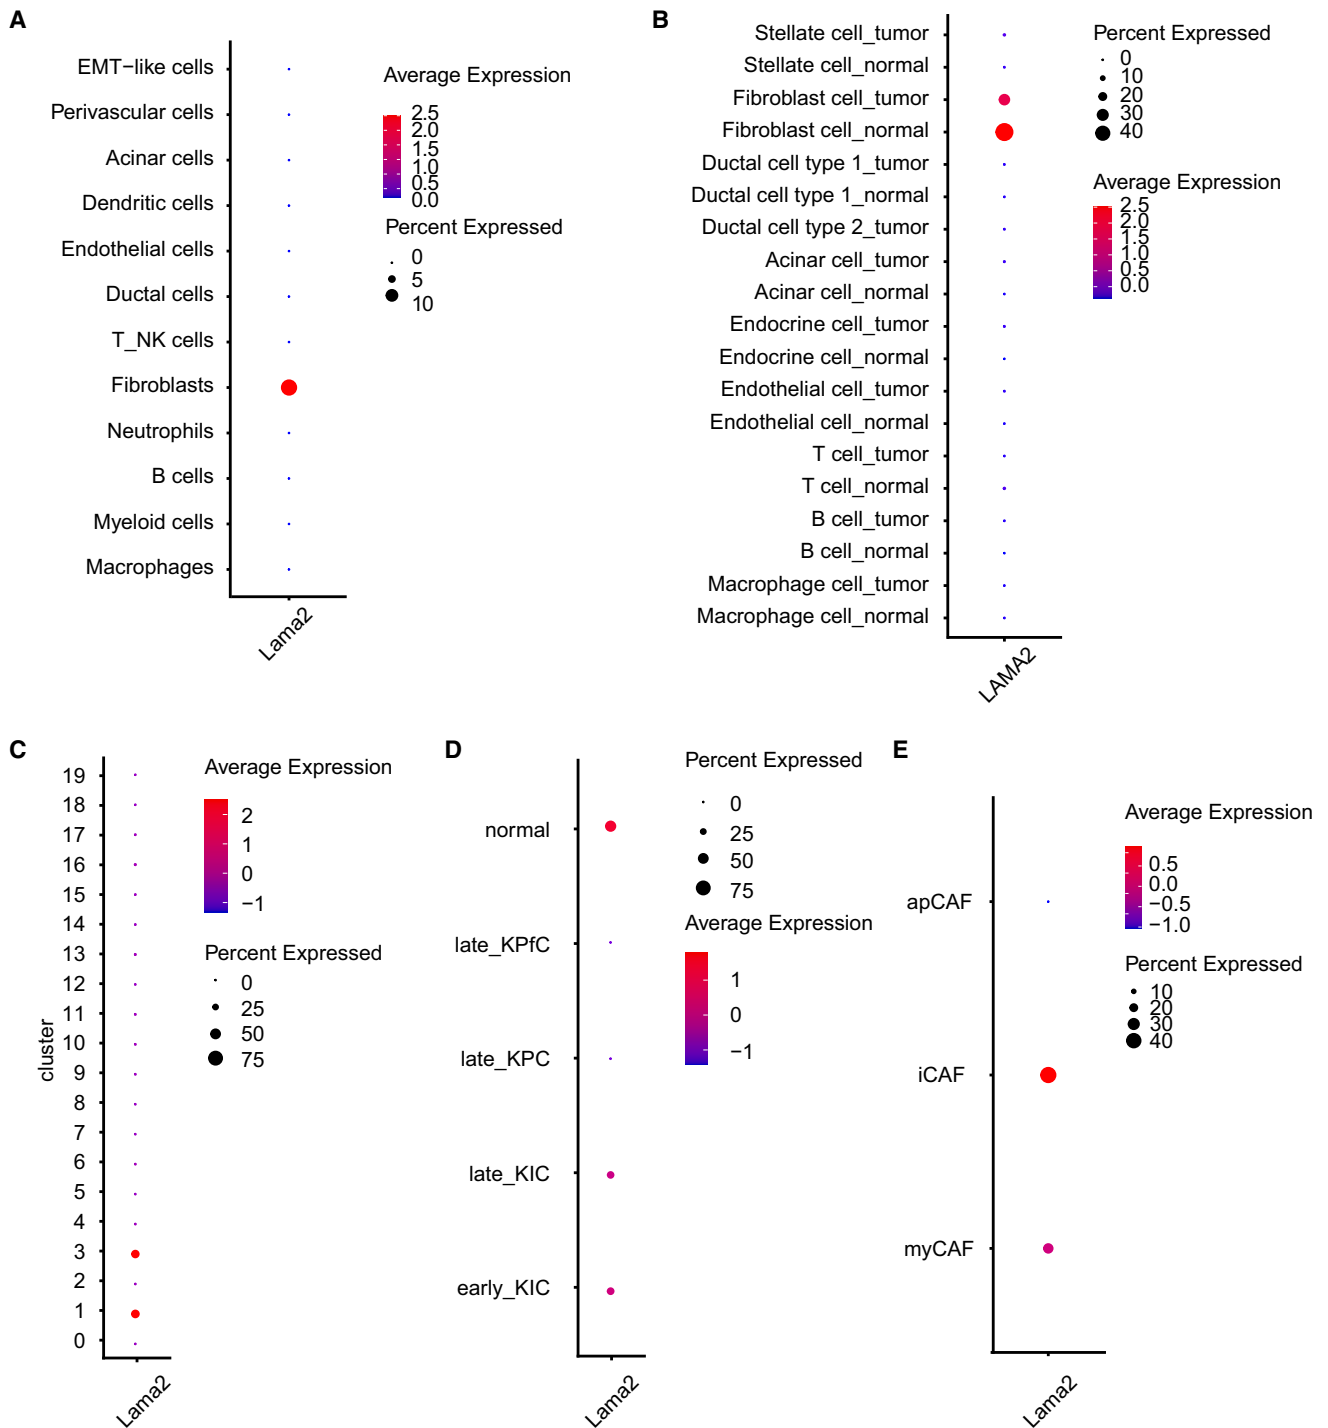 A
EMT−like cells
Perivascular cells
Acinar cells
Dendritic cells
Endothelial cells
Ductal cells
T_NK cells
Fibroblasts
Neutrophils
B cells
Myeloid cells
Macrophages
Lama2
Average Expression
2.5
2.0
1.5
1.0
0.5
0.0
Percent Expressed
0
5
10
B
Stellate cell_tumor
Stellate cell_normal
Fibroblast cell_tumor
Fibroblast cell_normal
Ductal cell type 1_tumor
Ductal cell type 1_normal
Ductal cell type 2_tumor
Acinar cell_tumor
Acinar cell_normal
Endocrine cell_tumor
Endocrine cell_normal
Endothelial cell_tumor
Endothelial cell_normal
T cell_tumor
T cell_normal
B cell_tumor
B cell_normal
Macrophage cell_tumor
Macrophage cell_normal
LAMA2
Percent Expressed
0
10
20
30
40
Average Expression
2.5
2.0
1.5
1.0
0.5
0.0
C
cluster
19
18
17
16
15
14
13
12
11
10
9
8
7
6
5
4
3
2
1
0
Lama2
Average Expression
2
1
0
−1
Percent Expressed
0
25
50
75
D
normal
late_KPfC
late_KPC
late_KIC
early_KIC
Lama2
Percent Expressed
0
25
50
75
Average Expression
1
0
−1
E
apCAF
iCAF
myCAF
Lama2
Average Expression
0.5
0.0
−0.5
−1.0
Percent Expressed
10
20
30
40